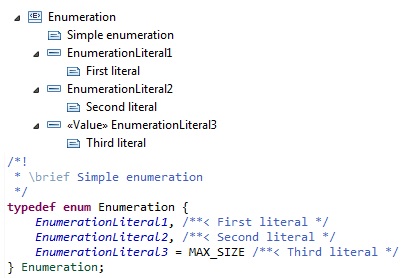 Enumeration
Simple enumeration
EnumerationLiteral1
First literal
EnumerationLiteral2
Second literal
«Value» EnumerationLiteral3
Third literal
/*!
 * \brief Simple enumeration
 */
typedef enum Enumeration {
    EnumerationLiteral1, /**< First literal */
    EnumerationLiteral2, /**< Second literal */
    EnumerationLiteral3 = MAX_SIZE /**< Third literal */
} Enumeration;